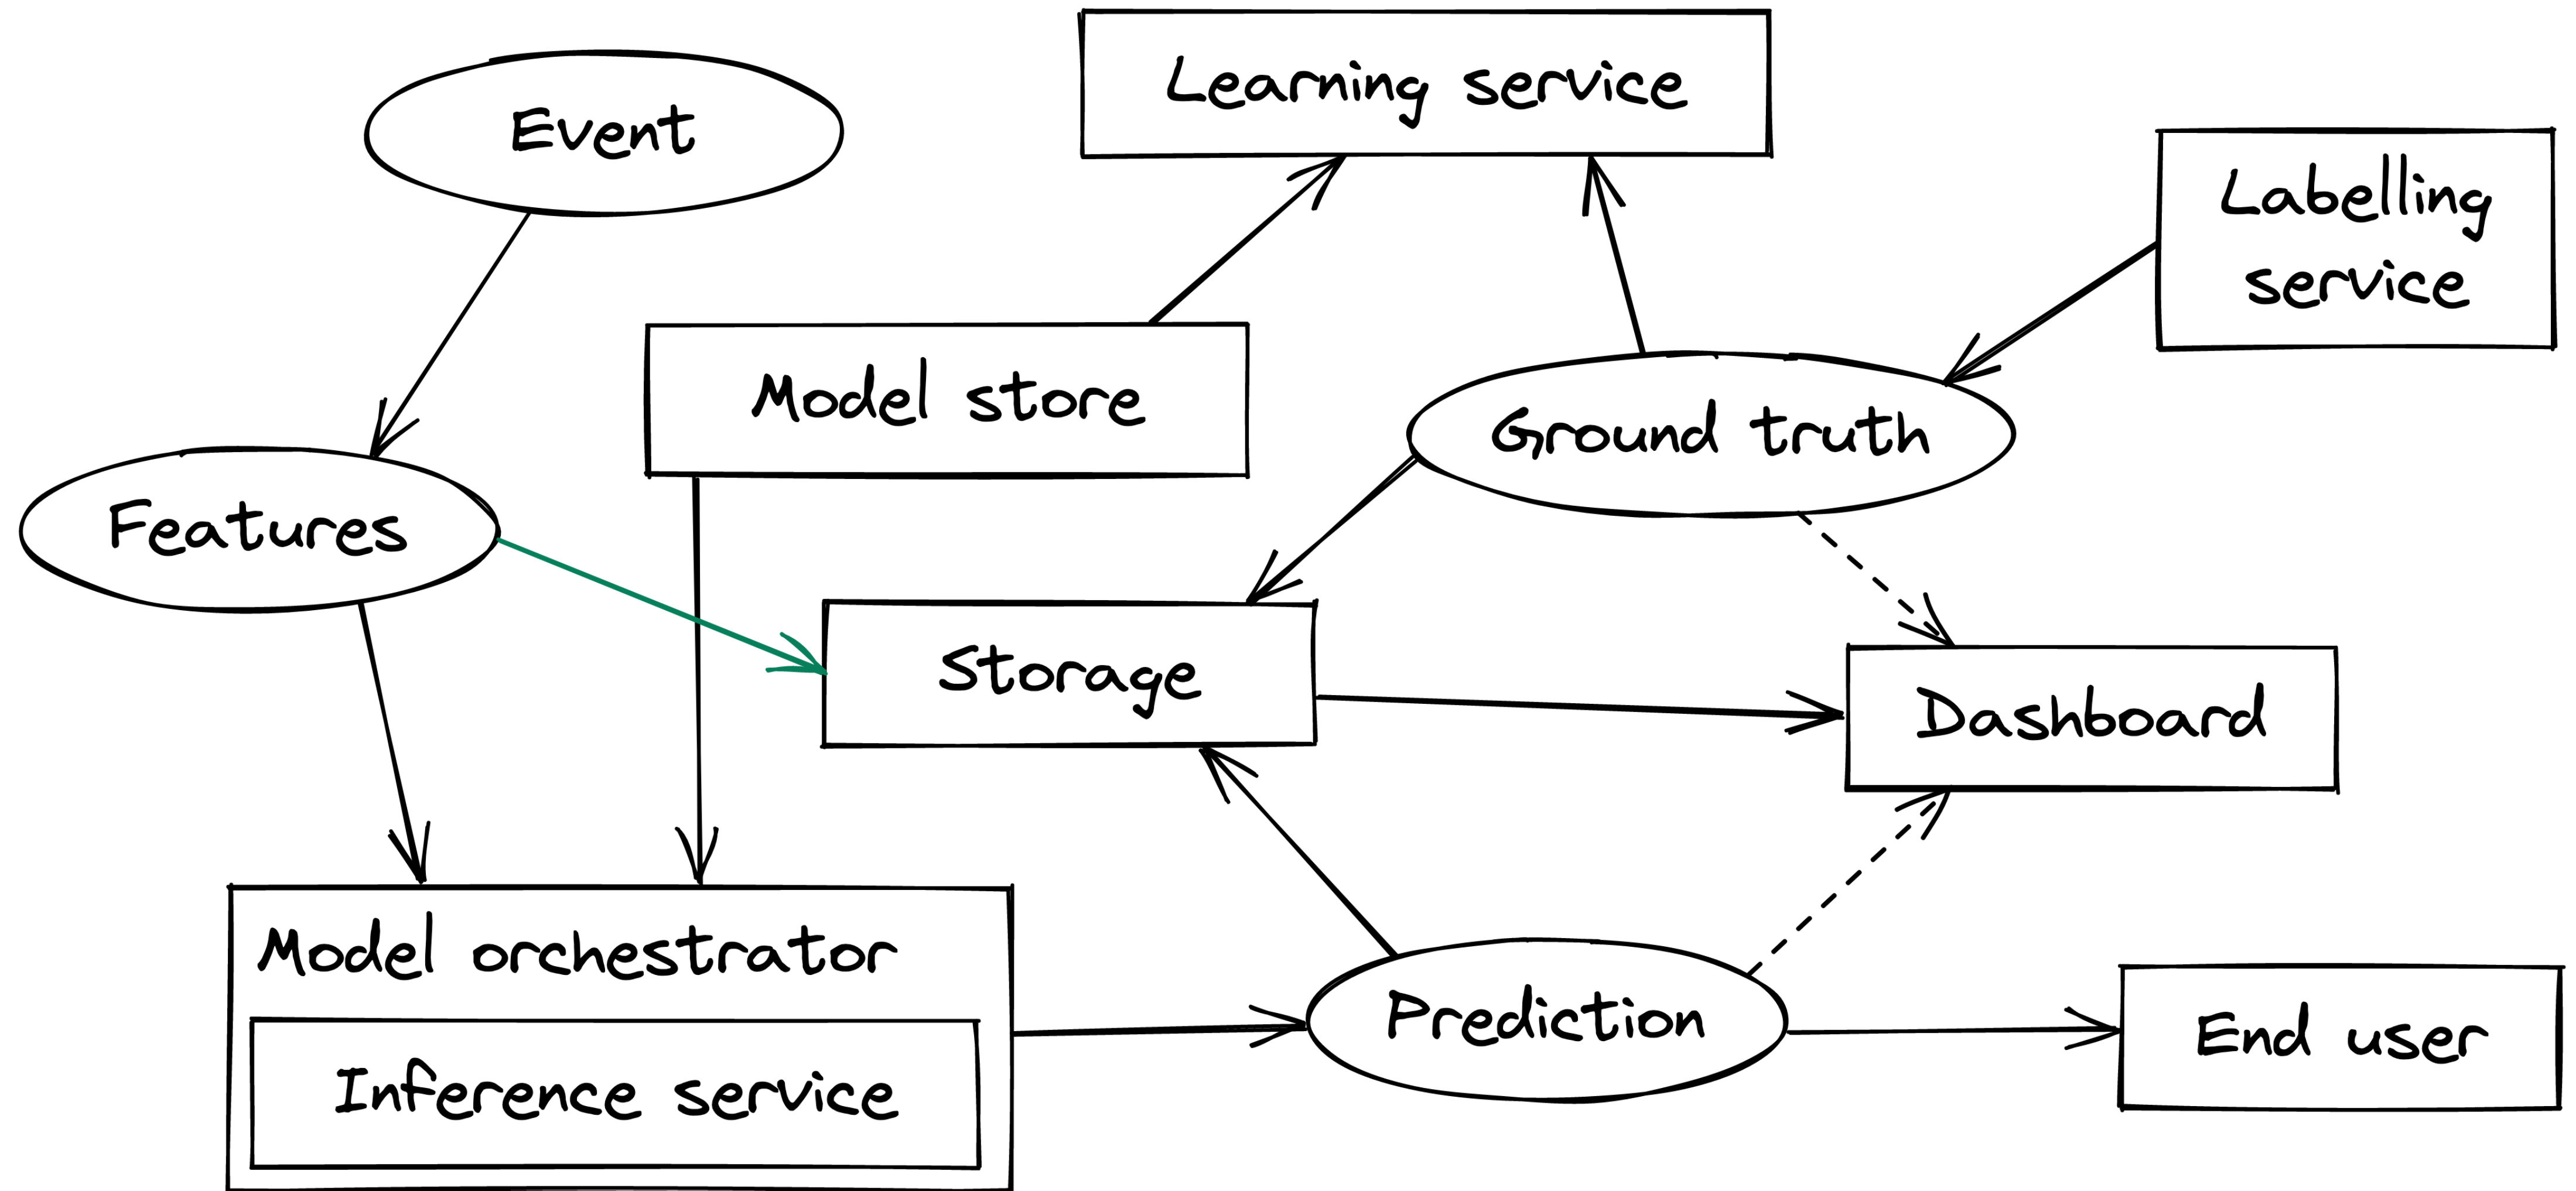 Learning service
Event
Labelling
service
Model store
Ground truth
Features
Storage
Dashboard
Model orchestrator
Inference service
Prediction
End user